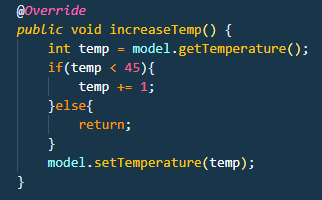 @Override
public void increaseTemp() {
    int temp = model.getTemperature();
    if(temp < 45){
        temp += 1;
    }else{
        return;
    }
    model.setTemperature(temp);
}